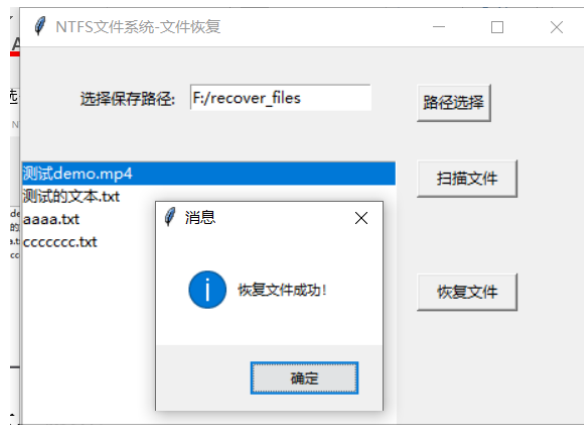 NTFS文件系统-文件恢复
选择保存路径: F:/recover_files 路径选择
测试demo.mp4
扫描文件
测试的文本.txt
aaaa.txt
ccccccc.txt
消息
恢复文件成功!
恢复文件
确定